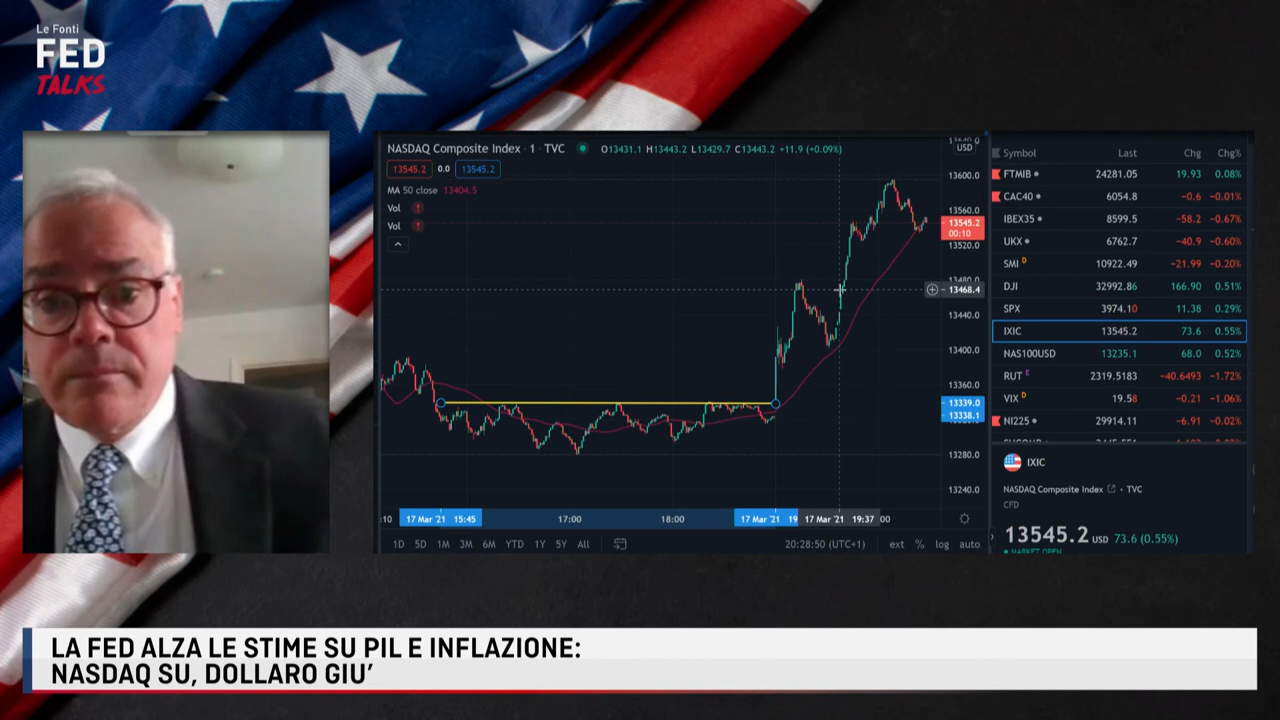 Le Fonti
FED
TALKS
NASDAQ Composite Index · 1 · TVC
O13431.1 H13443.2 L13429.7 C13443.2 +11.9 (+0.09%)
USD
13545.2 0.0 13545.2
MA 50 close 13404.5
Vol !
Vol !
13600.0
13560.0
13545.2
00:10
13520.0
13468.4
13440.0
13400.0
13360.0
13339.0
13338.1
13280.0
13240.0
:10 17 Mar '21 15:45 17:00 18:00 17 Mar '21 19 17 Mar '21 19:37 00
1D 5D 1M 3M 6M YTD 1Y 5Y All 20:28:50 (UTC+1) ext % log auto
Symbol Last Chg Chg%
FTMIB 24281.05 19.93 0.08%
CAC40 6054.8 −0.6 −0.01%
IBEX35 8599.5 −58.2 −0.67%
UKX 6762.7 −40.9 −0.60%
SMI D 10922.49 −21.99 −0.20%
DJI 32992.86 166.90 0.51%
SPX 3974.10 11.38 0.29%
IXIC 13545.2 73.6 0.55%
NAS100USD 13235.1 68.0 0.52%
RUT E 2319.5183 −40.6493 −1.72%
VIX D 19.58 −0.21 −1.06%
NI225 29914.11 −6.91 −0.02%
IXIC
NASDAQ Composite Index · TVC
CFD
13545.2 USD 73.6 (0.55%)
MARKET OPEN
LA FED ALZA LE STIME SU PIL E INFLAZIONE:
NASDAQ SU, DOLLARO GIU’